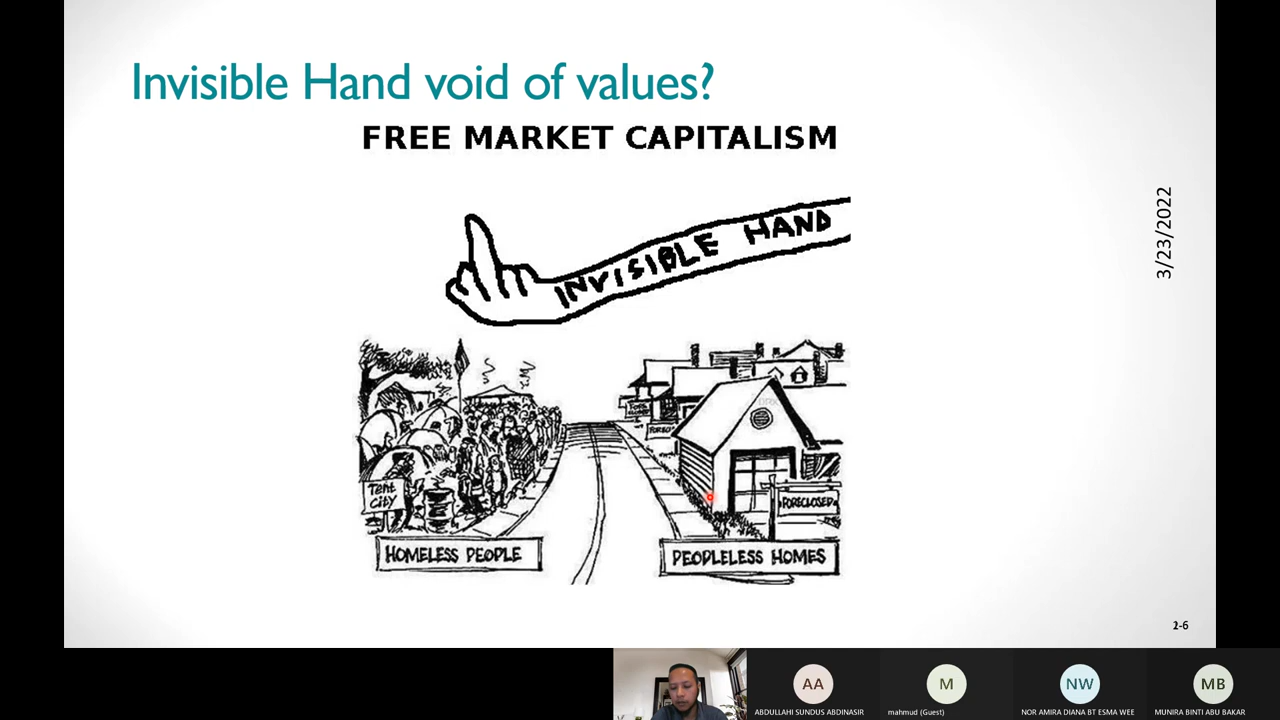 Invisible Hand void of values?
FREE MARKET CAPITALISM
INVISIBLE HAND
3/23/2022
Tent
City
FORECLOSED
HOMELESS PEOPLE
PEOPLELESS HOMES
2-6
AA
M
NW
MB
ABDULLAHI SUNDUS ABDINASIR
mahmud (Guest)
NOR AMIRA DIANA BT ESMA WEE
MUNIRA BINTI ABU BAKAR